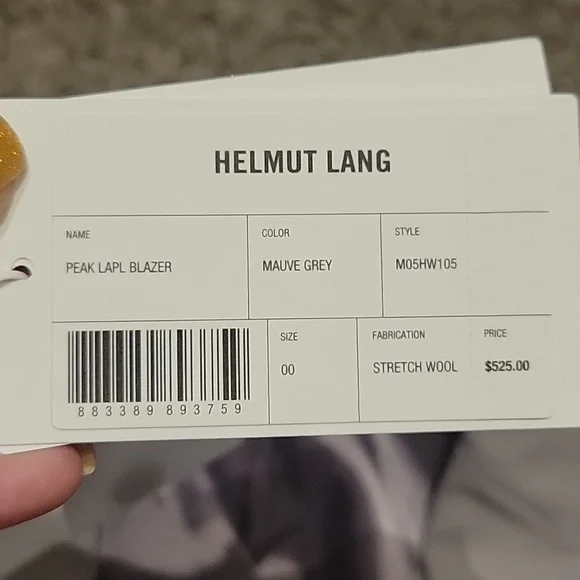 HELMUT LANG
NAME
PEAK LAPL BLAZER
COLOR
MAUVE GREY
STYLE
M05HW105
883389 893759
SIZE
00
FABRICATION
STRETCH WOOL
PRICE
$525.00